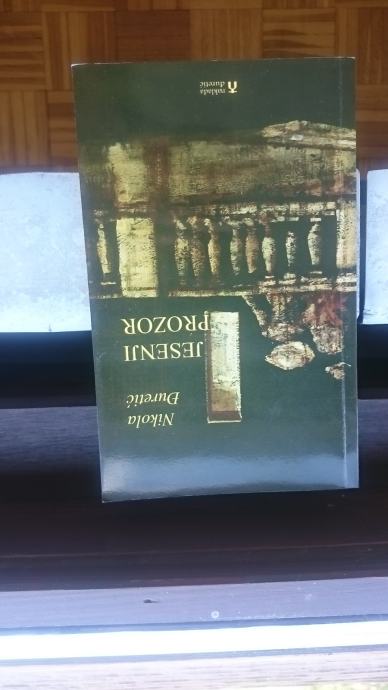 Nikola
Đuretić
JESENJI
PROZOR
naklada
đuretić